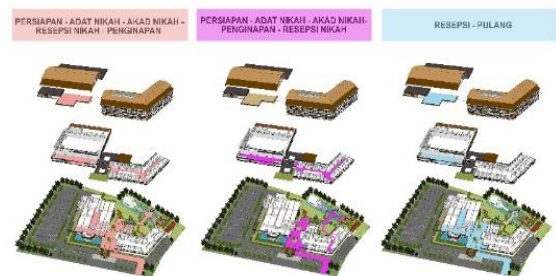 PERSIAPAN - ADAT NIKAH - AKAD NIKAH -
RESEPSI NIKAH - PENGINAPAN
PERSIAPAN - ADAT NIKAH - AKAD NIKAH-
PENGINAPAN - RESEPSI NIKAH
RESEPSI - PULANG